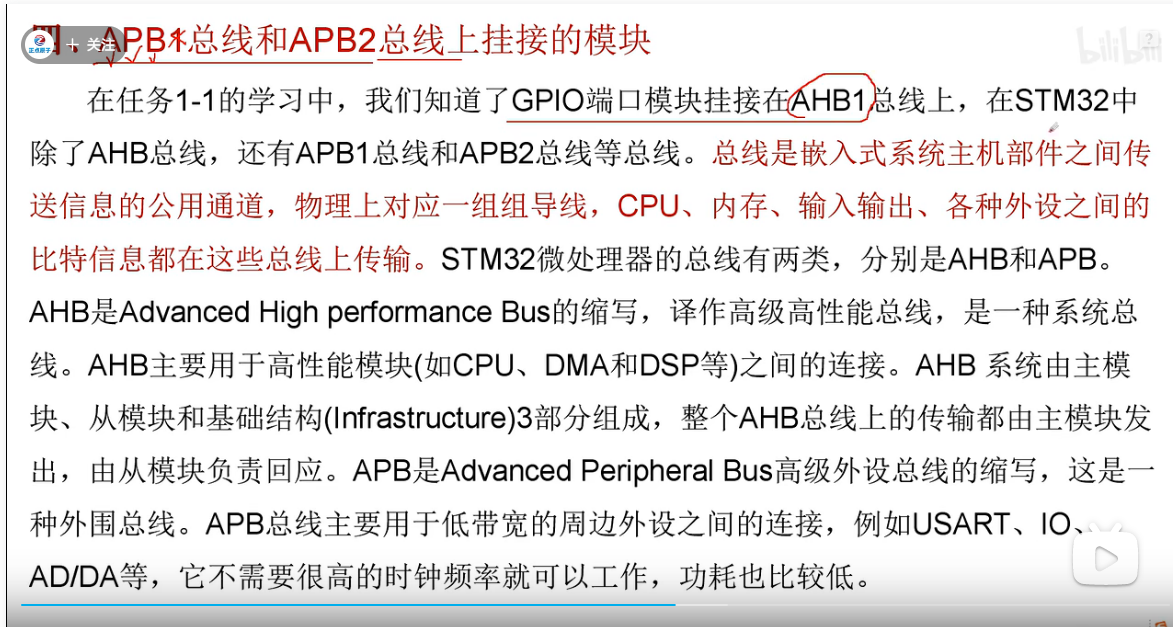 四、APB1总线和APB2总线上挂接的模块
+ 关注
正点原子
bilibili
在任务1-1的学习中，我们知道了GPIO端口模块挂接在AHB1总线上，在STM32中
除了AHB总线，还有APB1总线和APB2总线等总线。总线是嵌入式系统主机部件之间传
送信息的公用通道，物理上对应一组组导线，CPU、内存、输入输出、各种外设之间的
比特信息都在这些总线上传输。STM32微处理器的总线有两类，分别是AHB和APB。
AHB是Advanced High performance Bus的缩写，译作高级高性能总线，是一种系统总
线。AHB主要用于高性能模块(如CPU、DMA和DSP等)之间的连接。AHB 系统由主模
块、从模块和基础结构(Infrastructure)3部分组成，整个AHB总线上的传输都由主模块发
出，由从模块负责回应。APB是Advanced Peripheral Bus高级外设总线的缩写，这是一
种外围总线。APB总线主要用于低带宽的周边外设之间的连接，例如USART、IO、
AD/DA等，它不需要很高的时钟频率就可以工作，功耗也比较低。